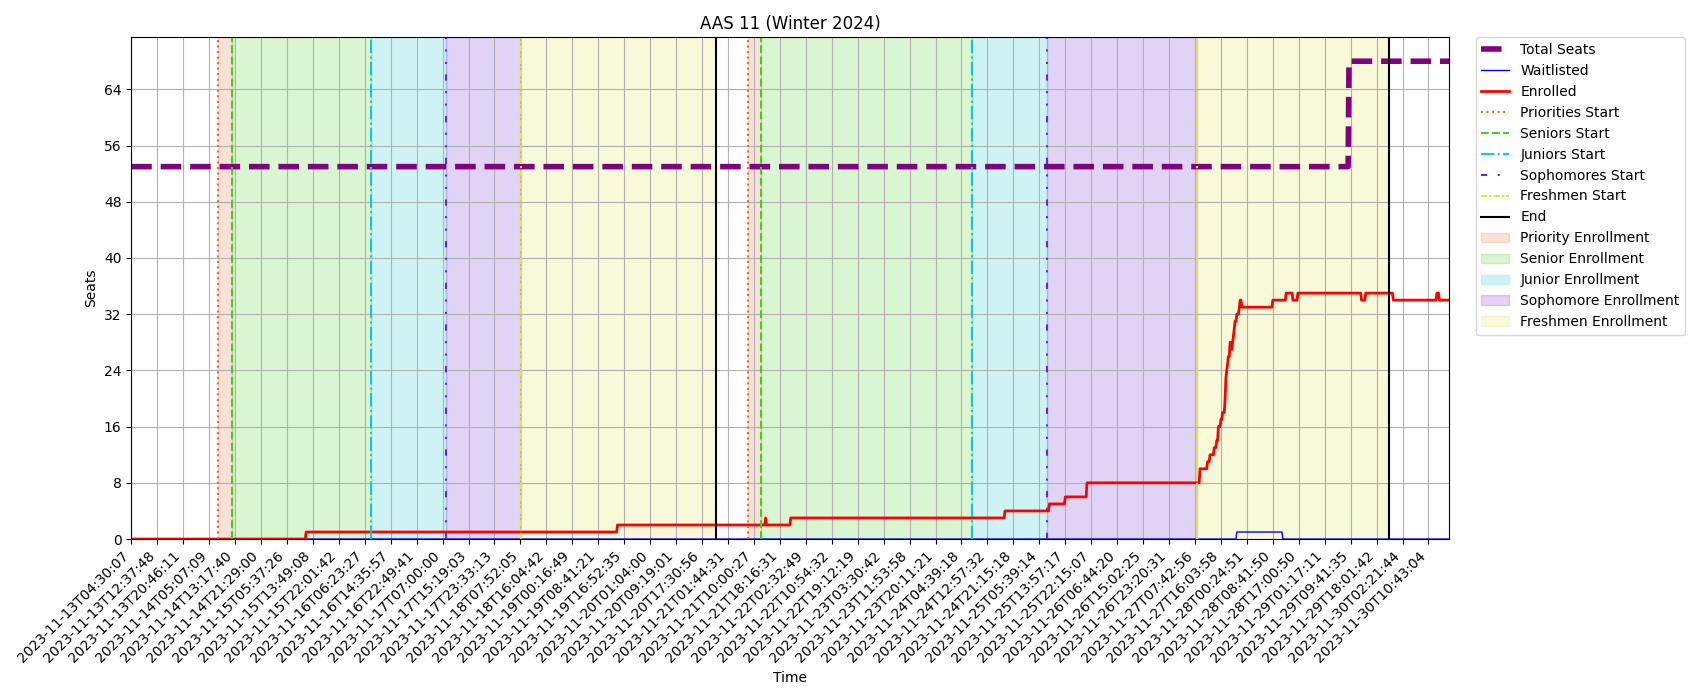 AAS 11 (Winter 2024)
Seats
64
56
48
40
32
24
16
8
0
2023-11-13T04:30:07
2023-11-13T12:37:48
2023-11-13T20:46:11
2023-11-14T05:07:09
2023-11-14T13:17:40
2023-11-14T21:29:00
2023-11-15T05:37:26
2023-11-15T13:49:08
2023-11-15T22:01:42
2023-11-16T06:23:27
2023-11-16T14:35:57
2023-11-16T22:49:41
2023-11-17T07:00:00
2023-11-17T15:19:03
2023-11-17T23:33:13
2023-11-18T07:52:05
2023-11-18T16:04:42
2023-11-19T00:16:49
2023-11-19T08:41:21
2023-11-19T16:52:35
2023-11-20T01:04:00
2023-11-20T09:19:01
2023-11-20T17:30:56
2023-11-21T01:44:31
2023-11-21T10:00:27
2023-11-21T18:16:31
2023-11-22T02:32:49
2023-11-22T10:54:32
2023-11-22T19:12:19
2023-11-23T03:30:42
2023-11-23T11:53:58
2023-11-23T20:11:21
2023-11-24T04:39:18
2023-11-24T12:57:32
2023-11-24T21:15:18
2023-11-25T05:39:14
2023-11-25T13:57:17
2023-11-25T22:15:07
2023-11-26T06:44:20
2023-11-26T15:02:25
2023-11-26T23:20:31
2023-11-27T07:42:56
2023-11-27T16:03:58
2023-11-28T00:24:51
2023-11-28T08:41:50
2023-11-28T17:00:50
2023-11-29T01:17:11
2023-11-29T09:41:35
2023-11-29T18:01:42
2023-11-30T02:21:44
2023-11-30T10:43:04
Time
Total Seats
Waitlisted
Enrolled
Priorities Start
Seniors Start
Juniors Start
Sophomores Start
Freshmen Start
End
Priority Enrollment
Senior Enrollment
Junior Enrollment
Sophomore Enrollment
Freshmen Enrollment